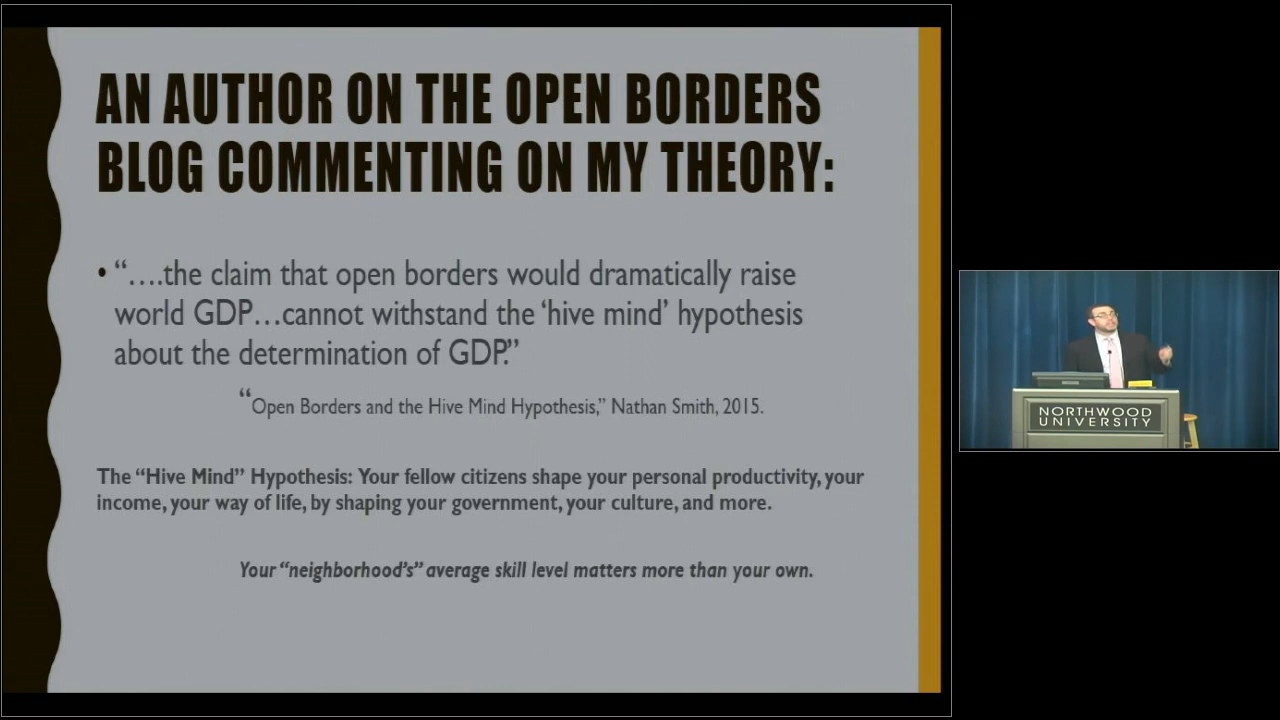 AN AUTHOR ON THE OPEN BORDERS
BLOG COMMENTING ON MY THEORY:
• “….the claim that open borders would dramatically raise
world GDP…cannot withstand the ‘hive mind’ hypothesis
about the determination of GDP.”
“Open Borders and the Hive Mind Hypothesis,” Nathan Smith, 2015.
The “Hive Mind” Hypothesis: Your fellow citizens shape your personal productivity, your
income, your way of life, by shaping your government, your culture, and more.
Your “neighborhood’s” average skill level matters more than your own.
NORTHWOOD
UNIVERSITY